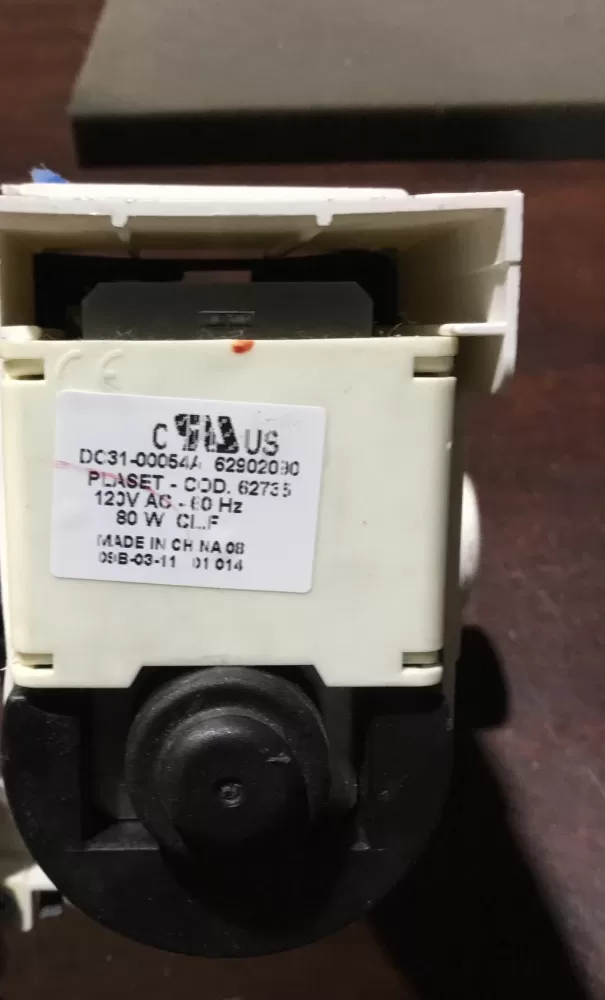 C US
DC31-00054A 62902090
PLASET - COD. 62735
120V AC - 60 Hz
80 W CL.F
MADE IN CHINA 08
09B-03-11 01 014